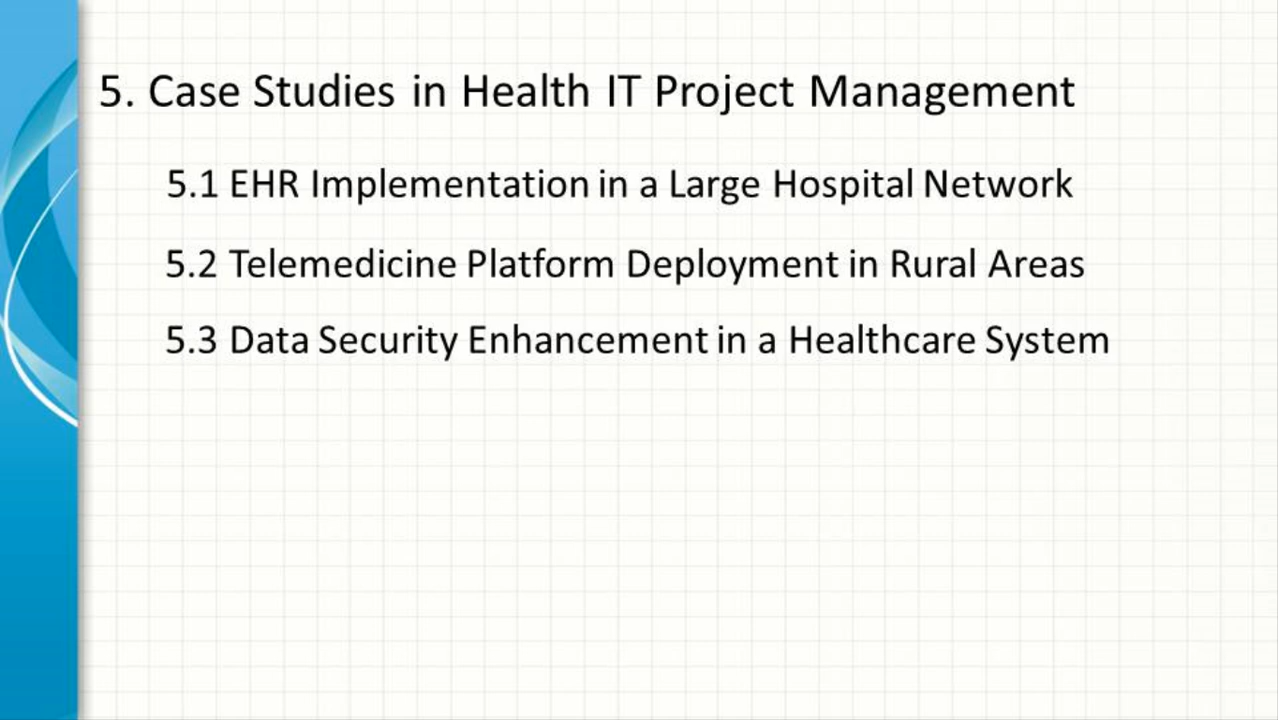 5. Case Studies in Health IT Project Management
5.1 EHR Implementation in a Large Hospital Network
5.2 Telemedicine Platform Deployment in Rural Areas
5.3 Data Security Enhancement in a Healthcare System